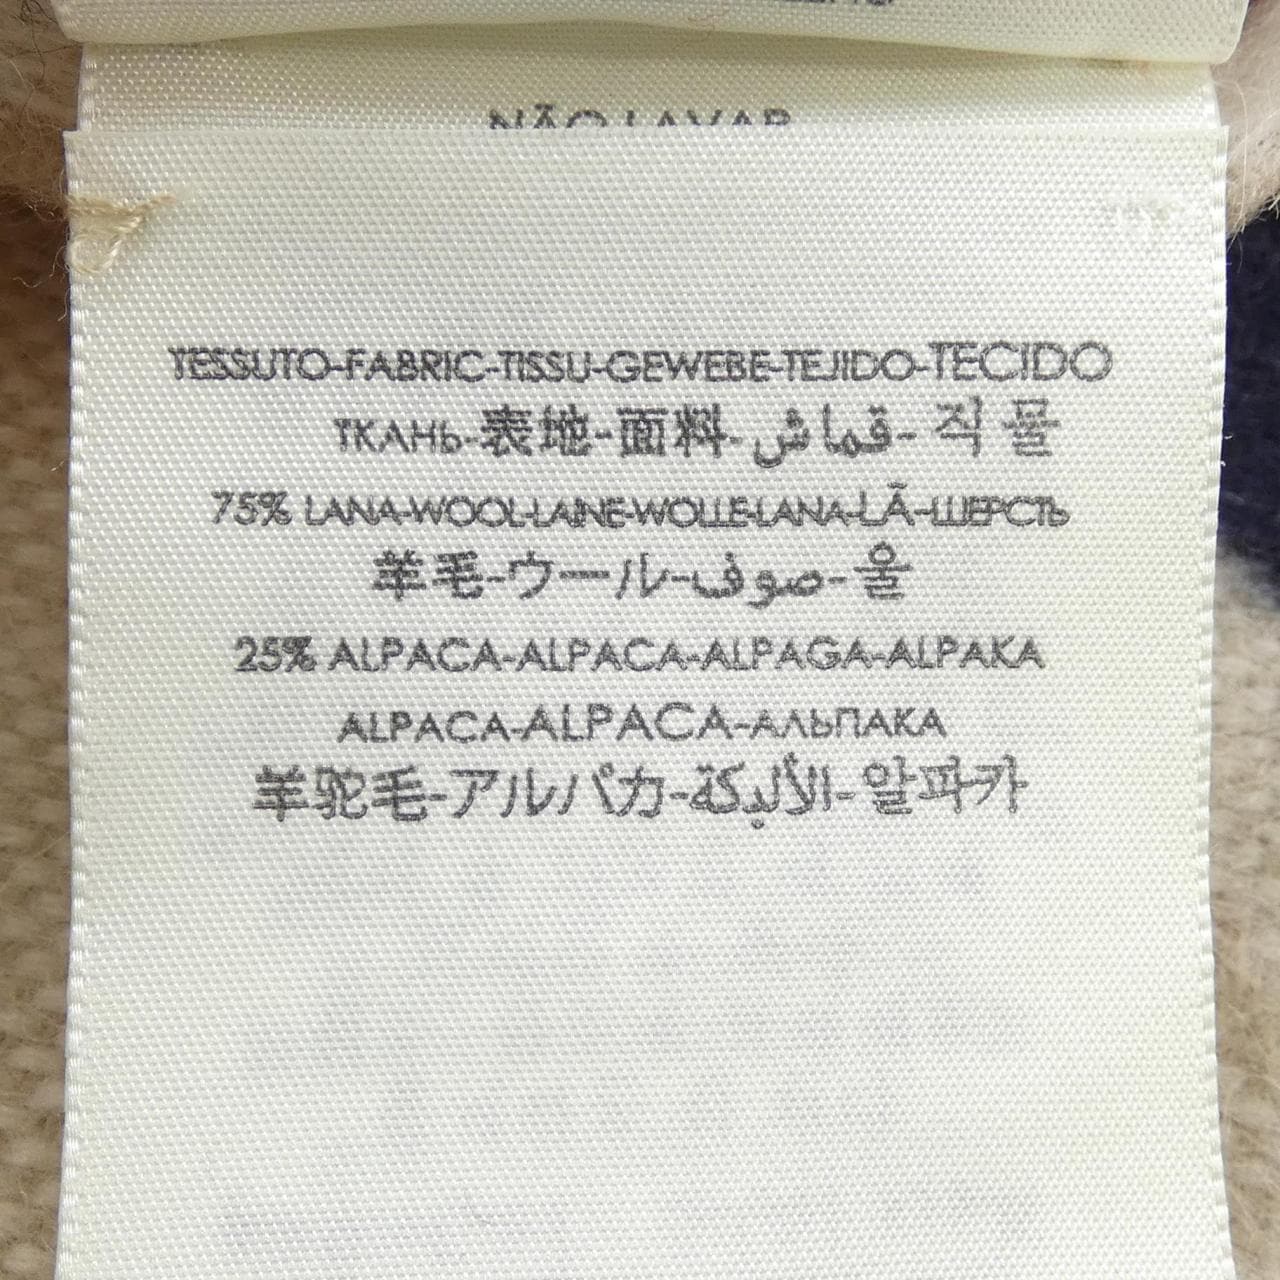 NÃO LAVAR
TESSUTO-FABRIC-TISSU-GEWEBE-TEJIDO-TECIDO
ТКАНЬ-表地-面料-قماش-직물
75% LANA-WOOL-LAINE-WOLLE-LANA-LÃ-ШЕРСТЬ
羊毛-ウール-صوف-울
25% ALPACA-ALPACA-ALPAGA-ALPAKA
ALPACA-ALPACA-АЛЬПАКА
羊驼毛-アルパカ-الألبكة-알파카